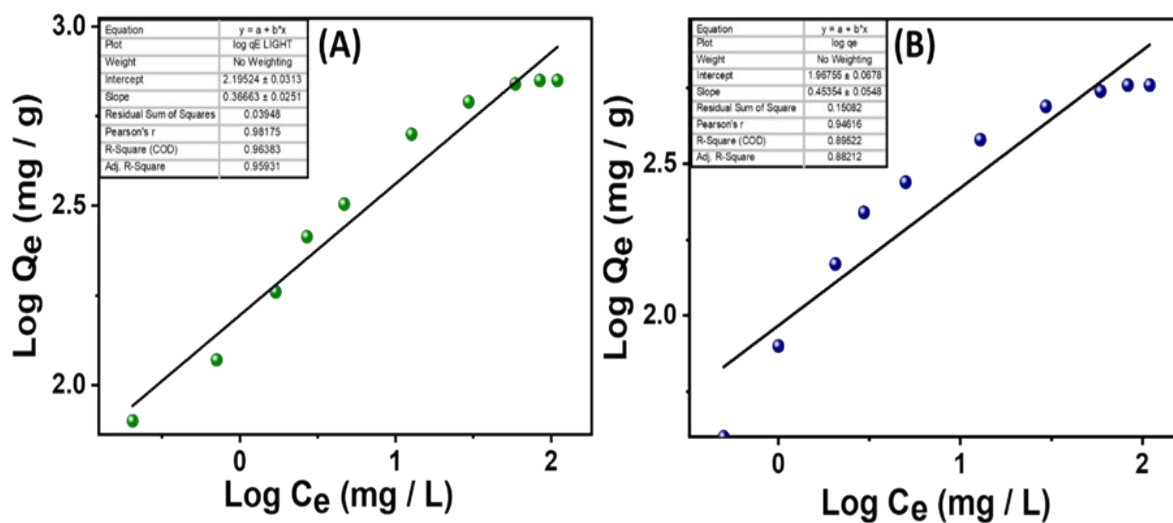 Equation y = a + b*x
Plot log qE LIGHT
Weight No Weighting
Intercept 2.19524 ± 0.0313
Slope 0.36663 ± 0.0251
Residual Sum of Squares 0.03948
Pearson's r 0.98175
R-Square (COD) 0.96383
Adj. R-Square 0.95931
(A)
3.0
2.5
2.0
Log Qe (mg / g)
0 1 2
Log Ce (mg / L)
Equation y = a + b*x
Plot log qe
Weight No Weighting
Intercept 1.96755 ± 0.0678
Slope 0.45354 ± 0.0548
Residual Sum of Square 0.15082
Pearson's r 0.94616
R-Square (COD) 0.89522
Adj. R-Square 0.88212
(B)
2.5
2.0
Log Qe (mg / g)
0 1 2
Log Ce (mg / L)